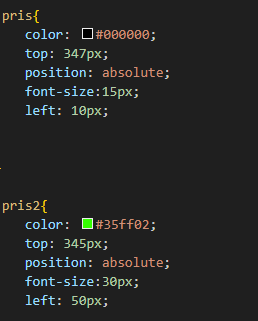 pris{
color: #000000;
top: 347px;
position: absolute;
font-size:15px;
left: 10px;
}
pris2{
color: #35ff02;
top: 345px;
position: absolute;
font-size:30px;
left: 50px;